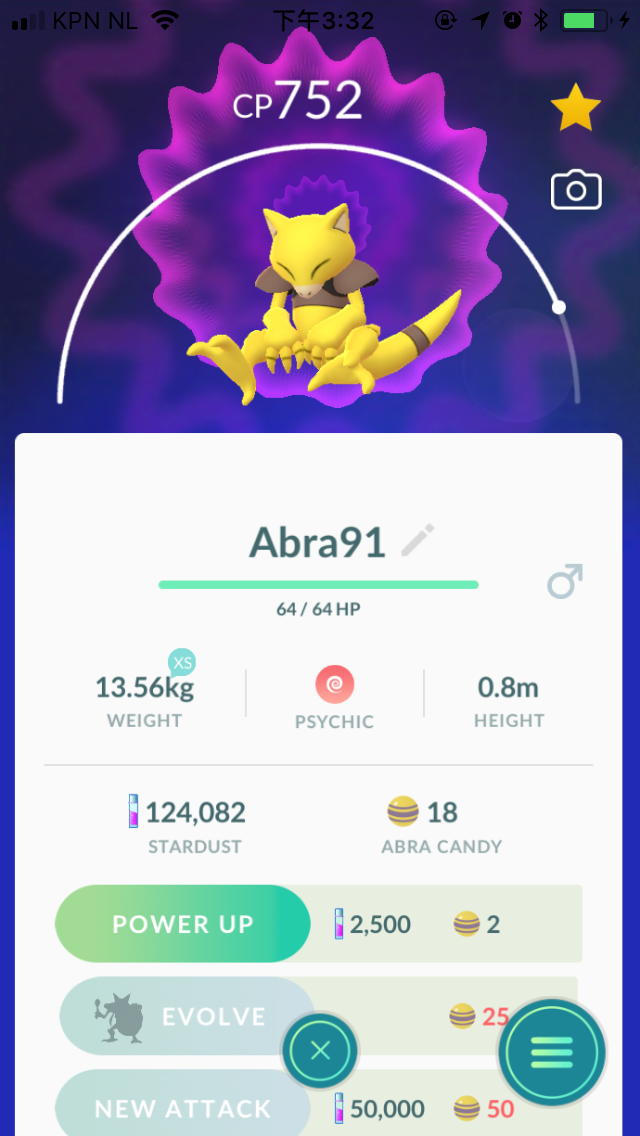 KPN NL 下午3:32
CP752
Abra91
64 / 64 HP
XS
13.56kg 0.8m
WEIGHT PSYCHIC HEIGHT
124,082 18
STARDUST ABRA CANDY
POWER UP 2,500 2
EVOLVE 25
NEW ATTACK 50,000 50